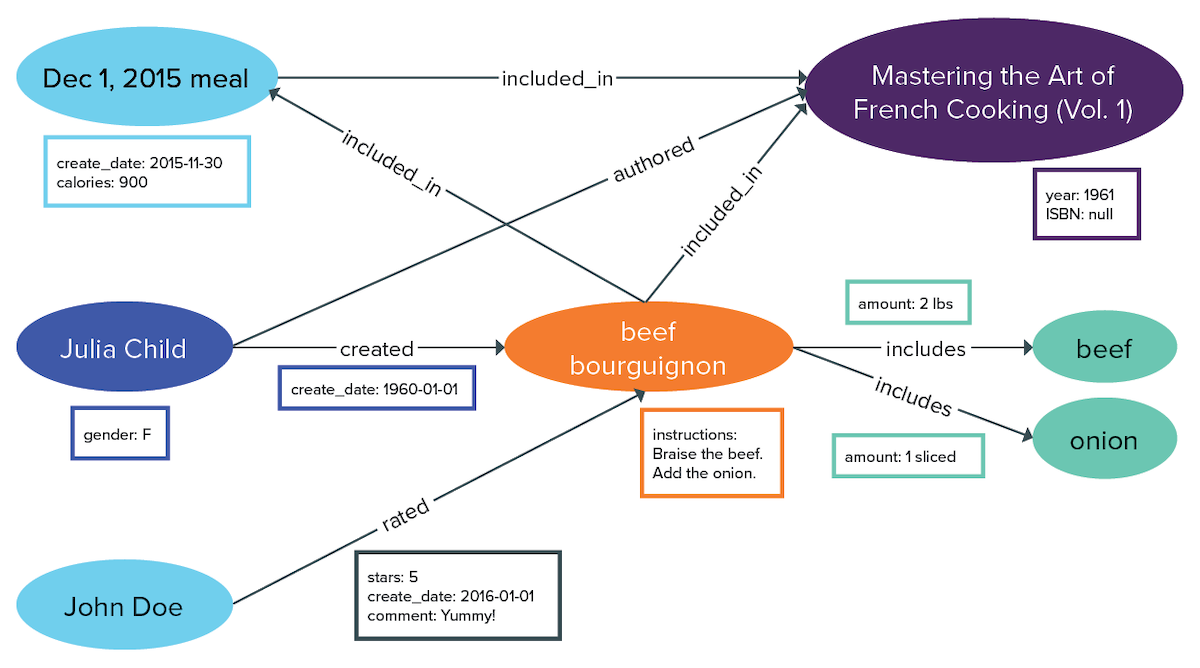 Dec 1, 2015 meal
included_in
Mastering the Art of
French Cooking (Vol. 1)
create_date: 2015-11-30
calories: 900
included_in
authored
included_in
year: 1961
ISBN: null
Julia Child
created
create_date: 1960-01-01
gender: F
beef
bourguignon
instructions:
Braise the beef.
Add the onion.
amount: 2 lbs
includes
beef
includes
onion
amount: 1 sliced
rated
John Doe
stars: 5
create_date: 2016-01-01
comment: Yummy!